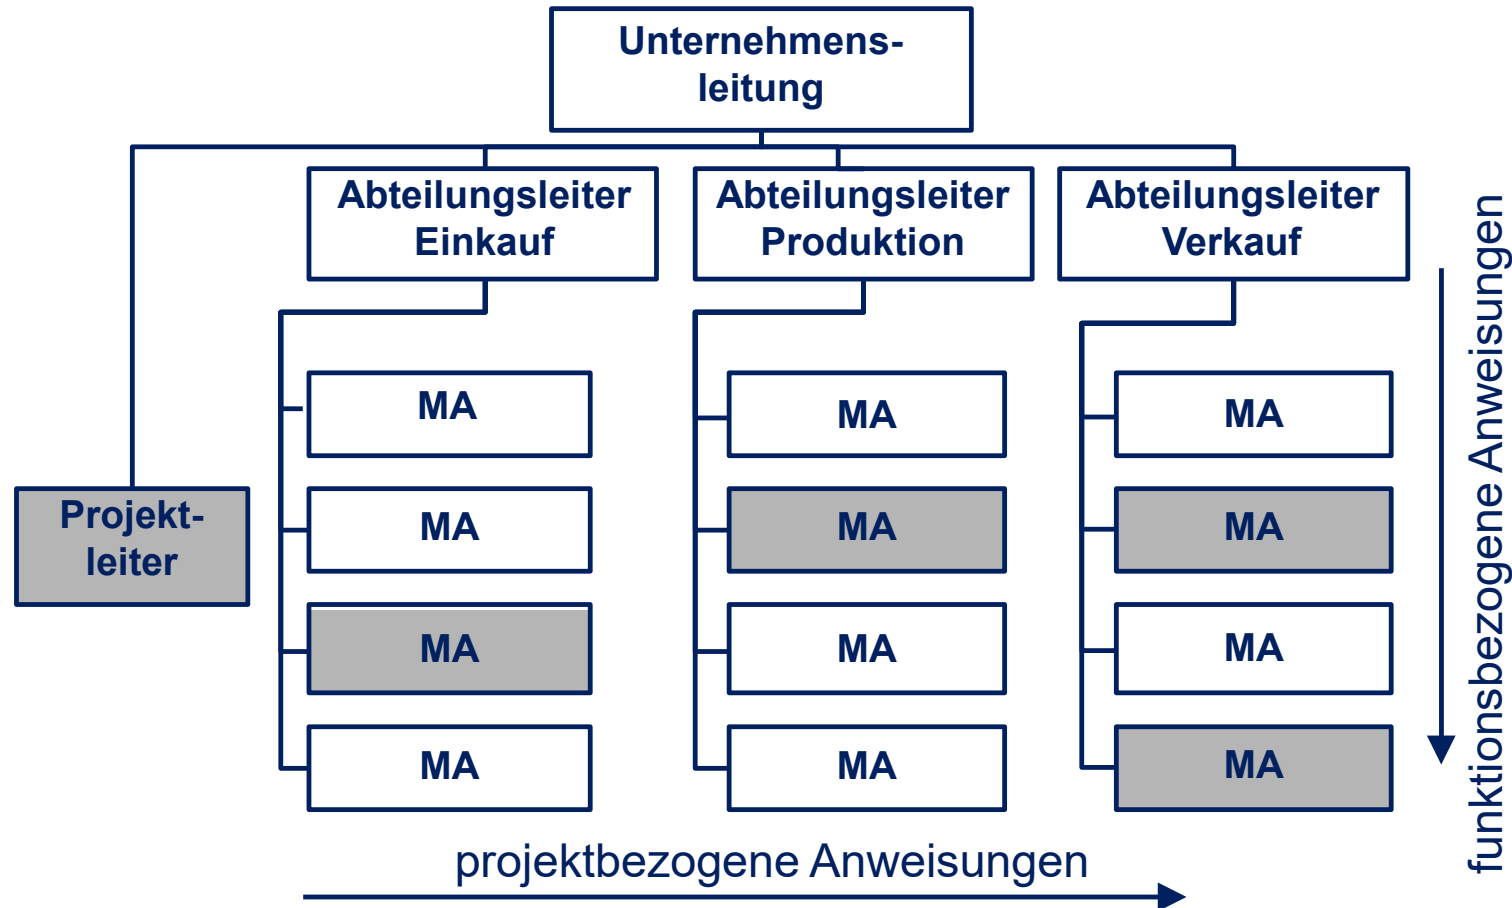 Unternehmens-
leitung
Abteilungsleiter
Einkauf
Abteilungsleiter
Produktion
Abteilungsleiter
Verkauf
MA
MA
MA
Projekt-
leiter
MA
MA
MA
MA
MA
MA
MA
MA
MA
projektbezogene Anweisungen
funktionsbezogene Anweisungen